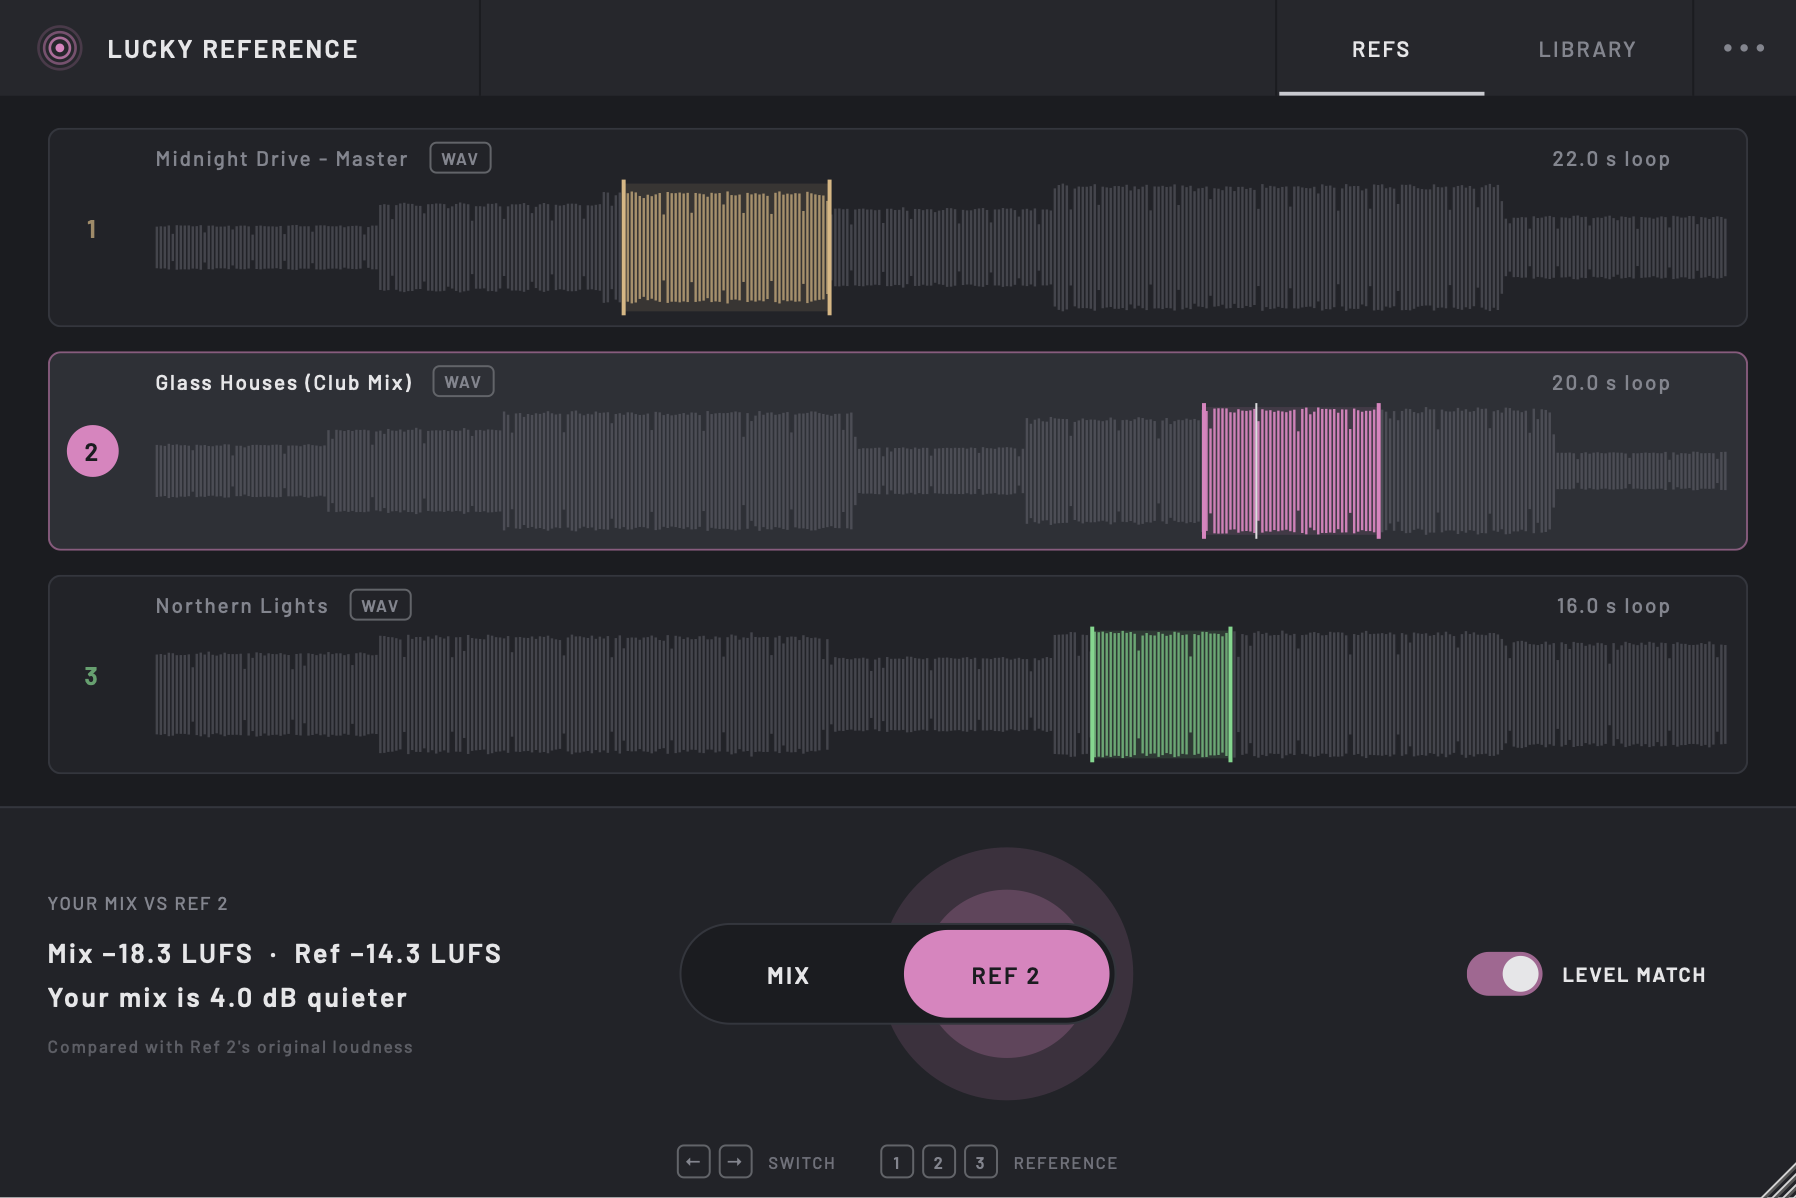 LUCKY REFERENCE
REFS
LIBRARY
Midnight Drive - Master
WAV
22.0 s loop
1
Glass Houses (Club Mix)
WAV
20.0 s loop
2
Northern Lights
WAV
16.0 s loop
3
YOUR MIX VS REF 2
Mix −18.3 LUFS · Ref −14.3 LUFS
Your mix is 4.0 dB quieter
Compared with Ref 2's original loudness
MIX
REF 2
LEVEL MATCH
← → SWITCH
1 2 3 REFERENCE